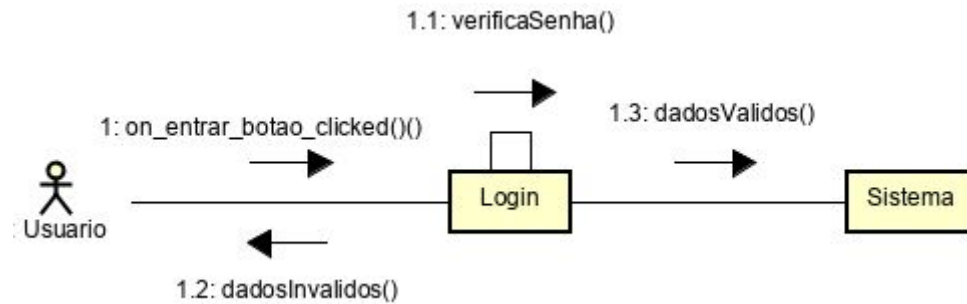 1.1: verificaSenha()
1.3: dadosValidos()
1: on_entrar_botao_clicked()()
Login
Sistema
: Usuario
1.2: dadosInvalidos()